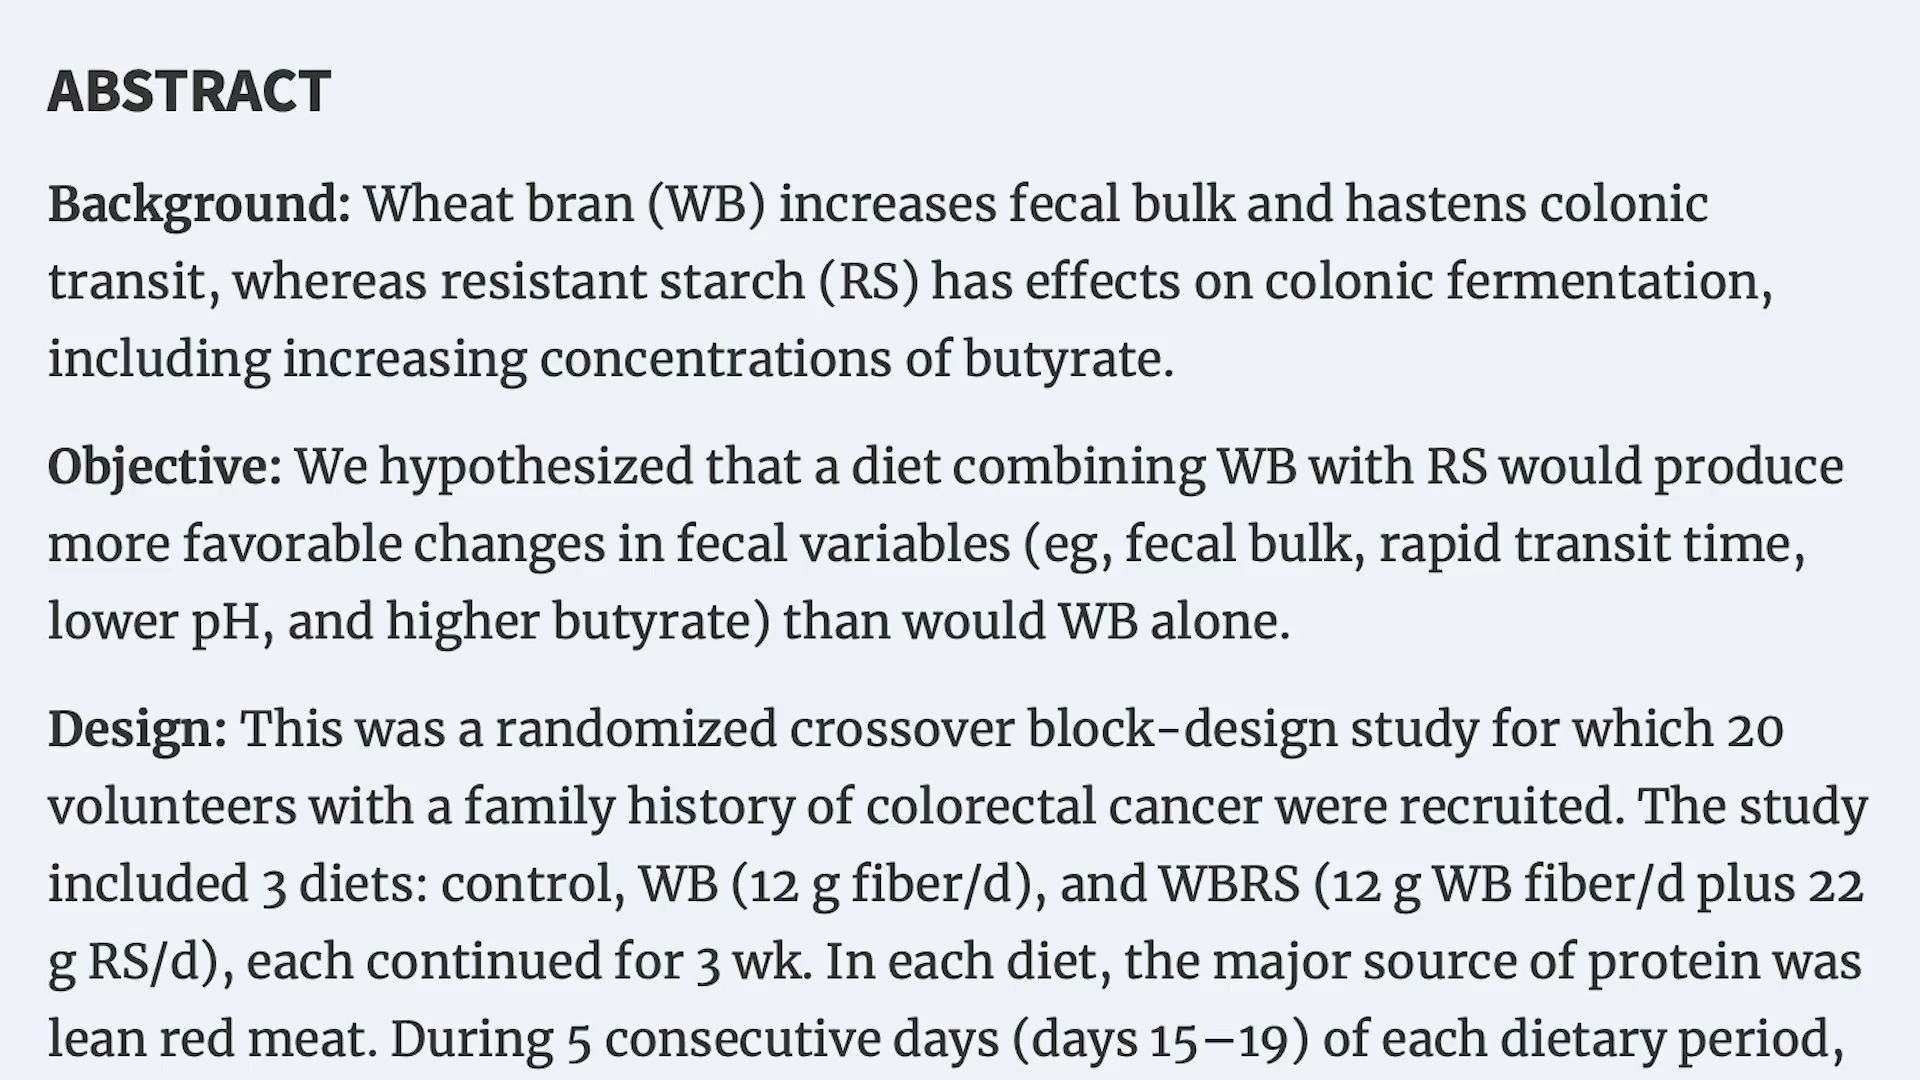 ABSTRACT
Background: Wheat bran (WB) increases fecal bulk and hastens colonic
transit, whereas resistant starch (RS) has effects on colonic fermentation,
including increasing concentrations of butyrate.
Objective: We hypothesized that a diet combining WB with RS would produce
more favorable changes in fecal variables (eg, fecal bulk, rapid transit time,
lower pH, and higher butyrate) than would WB alone.
Design: This was a randomized crossover block-design study for which 20
volunteers with a family history of colorectal cancer were recruited. The study
included 3 diets: control, WB (12 g fiber/d), and WBRS (12 g WB fiber/d plus 22
g RS/d), each continued for 3 wk. In each diet, the major source of protein was
lean red meat. During 5 consecutive days (days 15–19) of each dietary period,